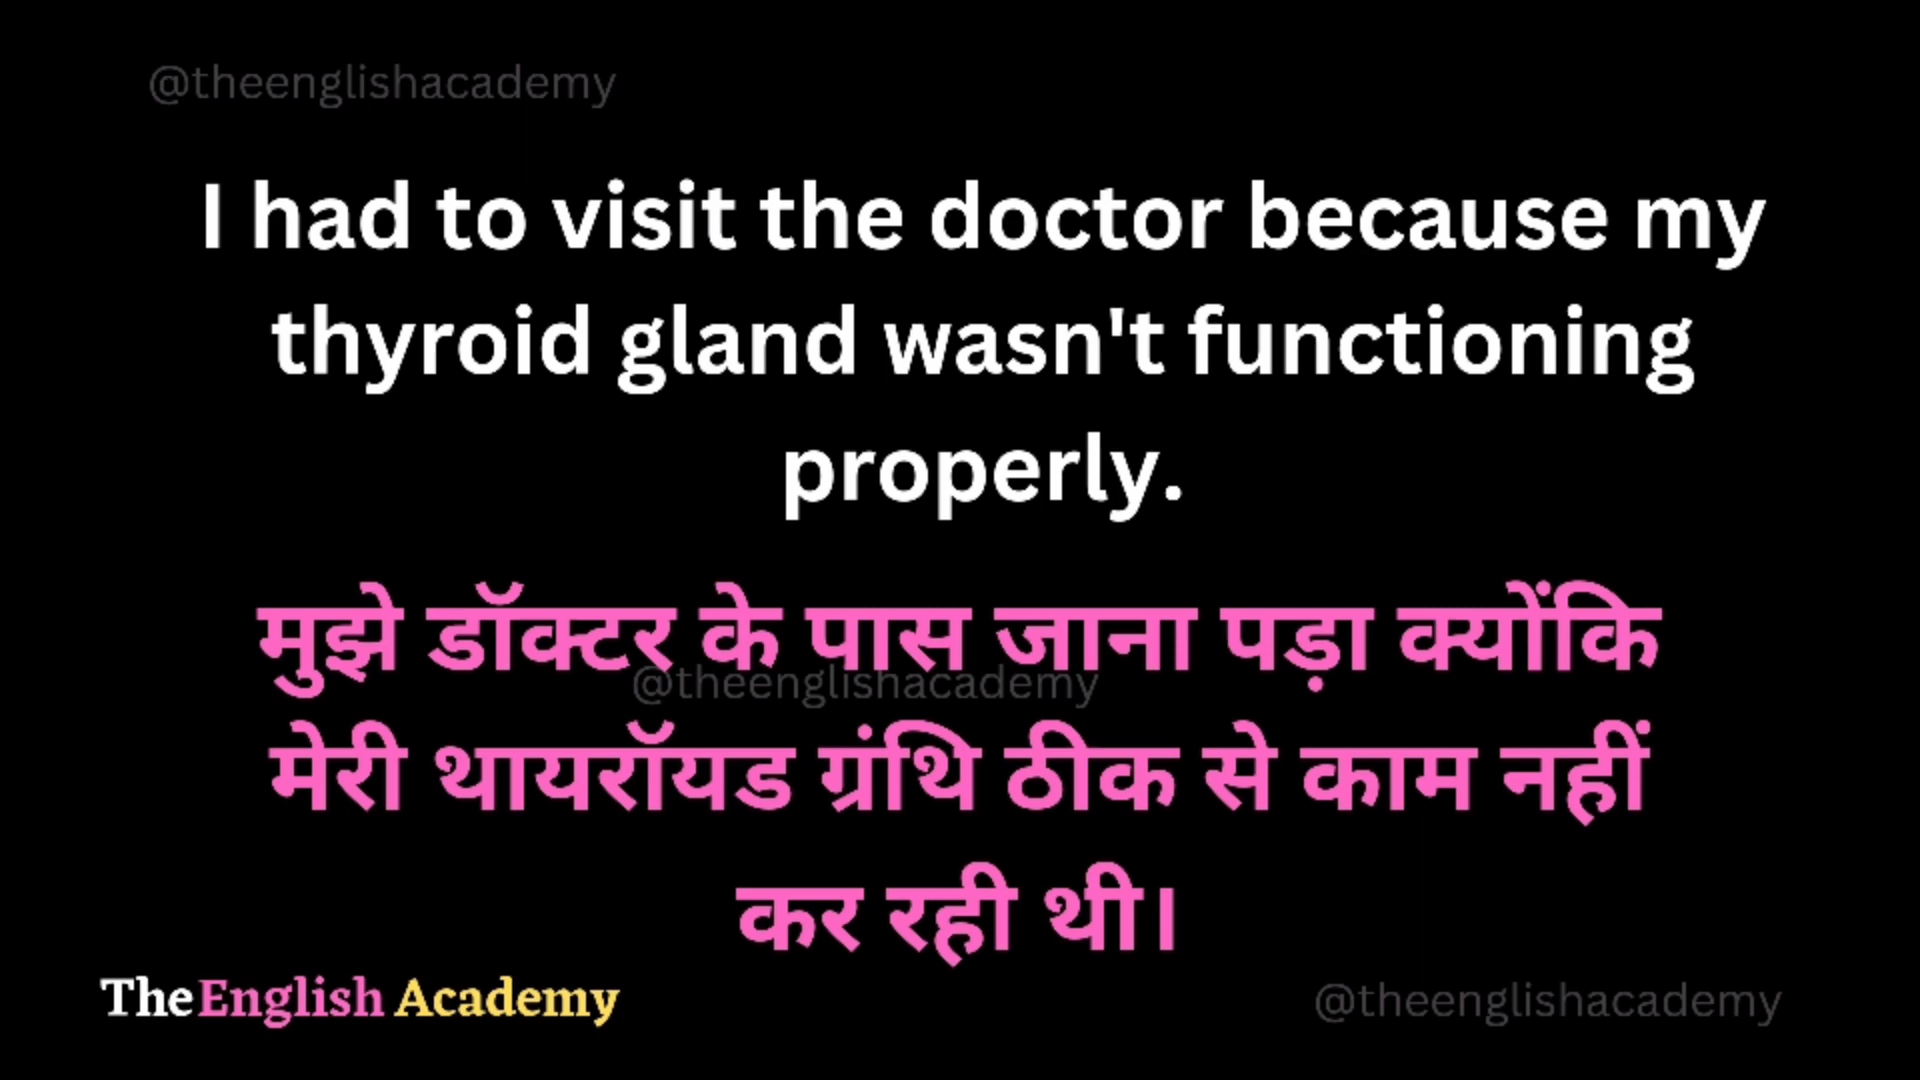 @theenglishacademy
I had to visit the doctor because my
thyroid gland wasn't functioning
properly.
मुझे डॉक्टर के पास जाना पड़ा क्योंकि
@theenglishacademy
मेरी थायरॉयड ग्रंथि ठीक से काम नहीं
कर रही थी।
The English Academy
@theenglishacademy